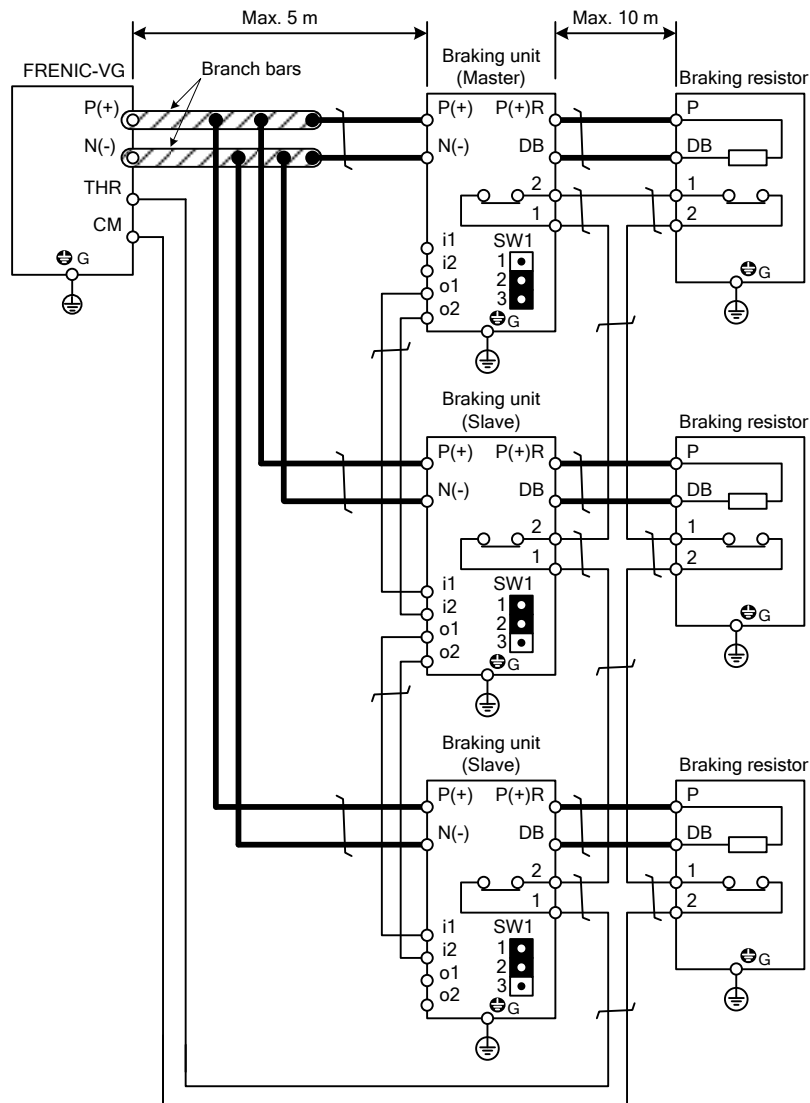 Max. 5 m
Max. 10 m
FRENIC-VG
Branch bars
P(+)
N(-)
THR
CM
G
Braking unit
(Master)
P(+)
P(+)R
N(-)
DB
2
1
i1
i2
o1
o2
SW1
1
2
3
G
Braking resistor
P
DB
1
2
G
Braking unit
(Slave)
P(+)
P(+)R
N(-)
DB
2
1
i1
i2
o1
o2
SW1
1
2
3
G
Braking resistor
P
DB
1
2
G
Braking unit
(Slave)
P(+)
P(+)R
N(-)
DB
2
1
i1
i2
o1
o2
SW1
1
2
3
G
Braking resistor
P
DB
1
2
G